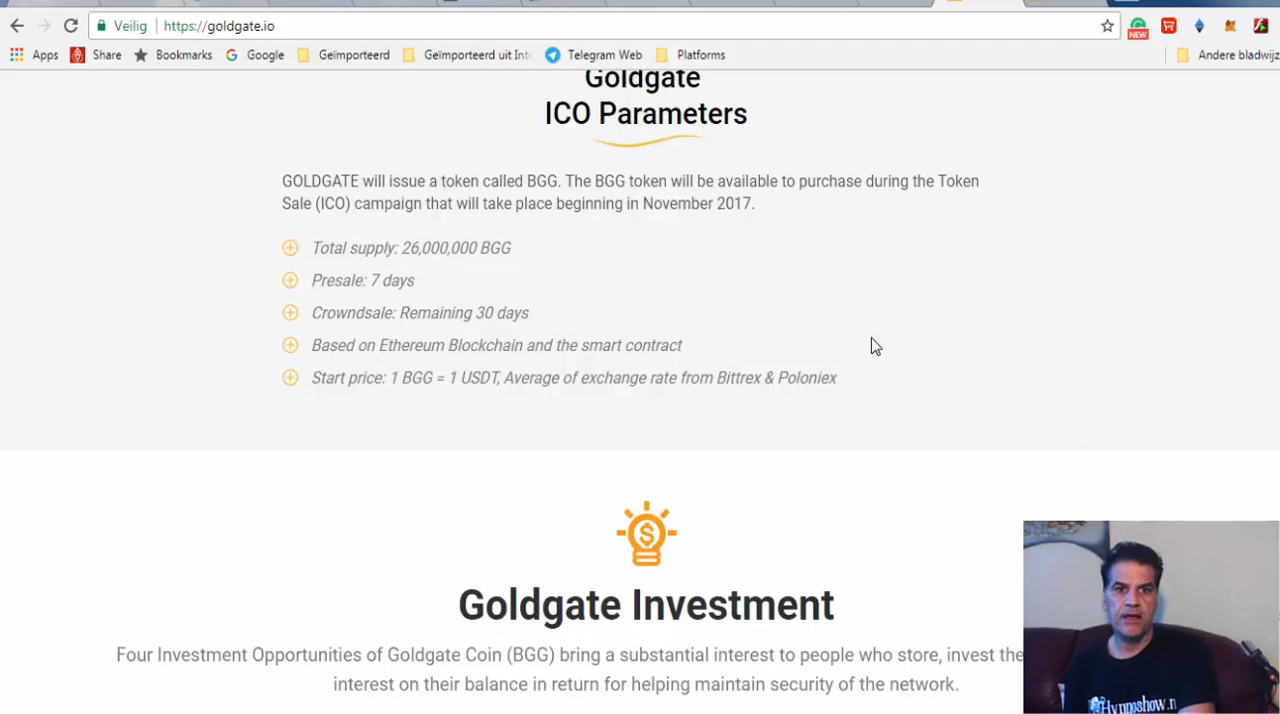 Veilig
https://goldgate.io
NEW
Apps
Share
Bookmarks
Google
Geïmporteerd
Geïmporteerd uit Int
Telegram Web
Platforms
Andere bladwijz
Goldgate
ICO Parameters
GOLDGATE will issue a token called BGG. The BGG token will be available to purchase during the Token
Sale (ICO) campaign that will take place beginning in November 2017.
Total supply: 26,000,000 BGG
Presale: 7 days
Crowndsale: Remaining 30 days
Based on Ethereum Blockchain and the smart contract
Start price: 1 BGG = 1 USDT, Average of exchange rate from Bittrex & Poloniex
$
Goldgate Investment
Four Investment Opportunities of Goldgate Coin (BGG) bring a substantial interest to people who store, invest the
interest on their balance in return for helping maintain security of the network.
Hypnoshow.n